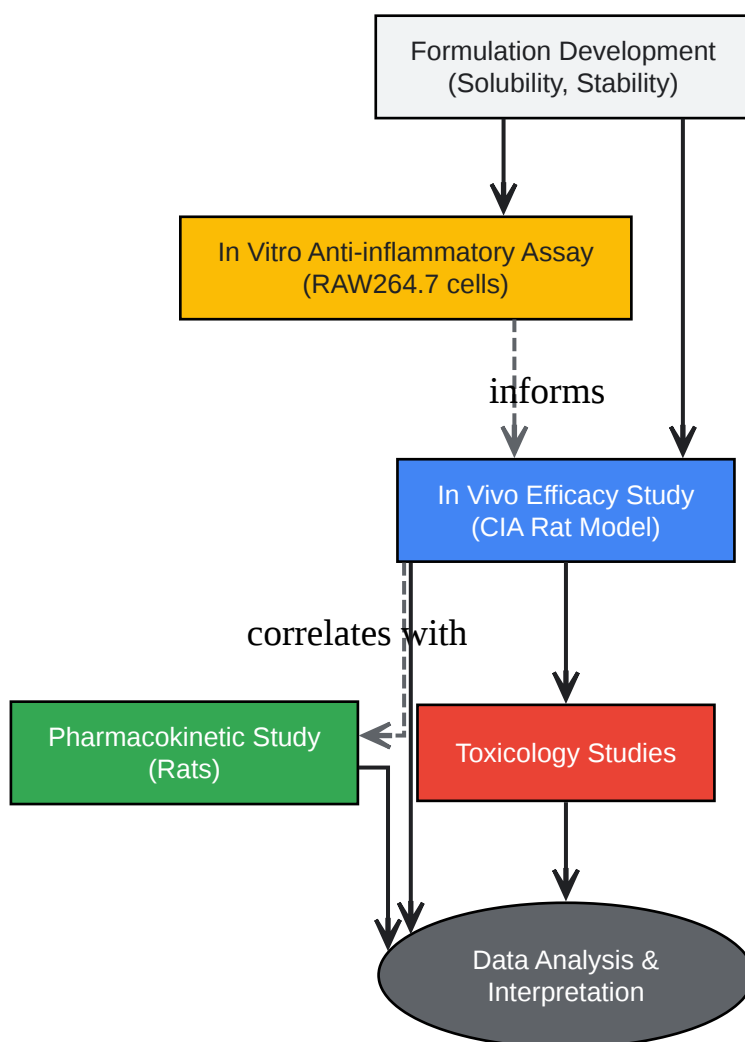 Formulation Development
(Solubility, Stability)
In Vitro Anti-inflammatory Assay
(RAW264.7 cells)
informs
In Vivo Efficacy Study
(CIA Rat Model)
correlates with
Pharmacokinetic Study
(Rats)
Toxicology Studies
Data Analysis &
Interpretation